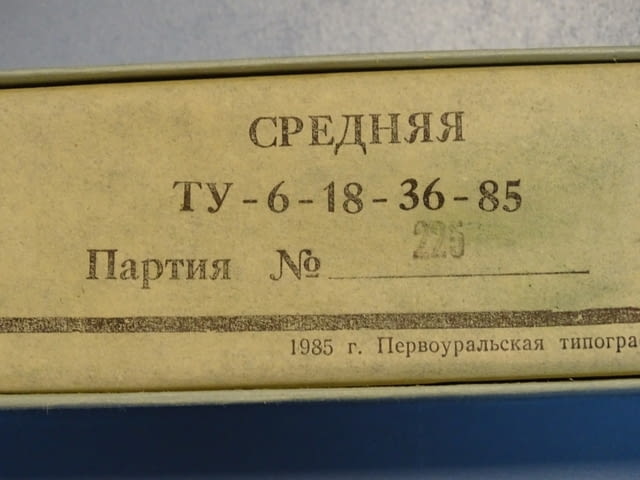 СРЕДНЯЯ
ТУ-6-18-36-85
Партия № 225
1985 г. Первоуральская типогра